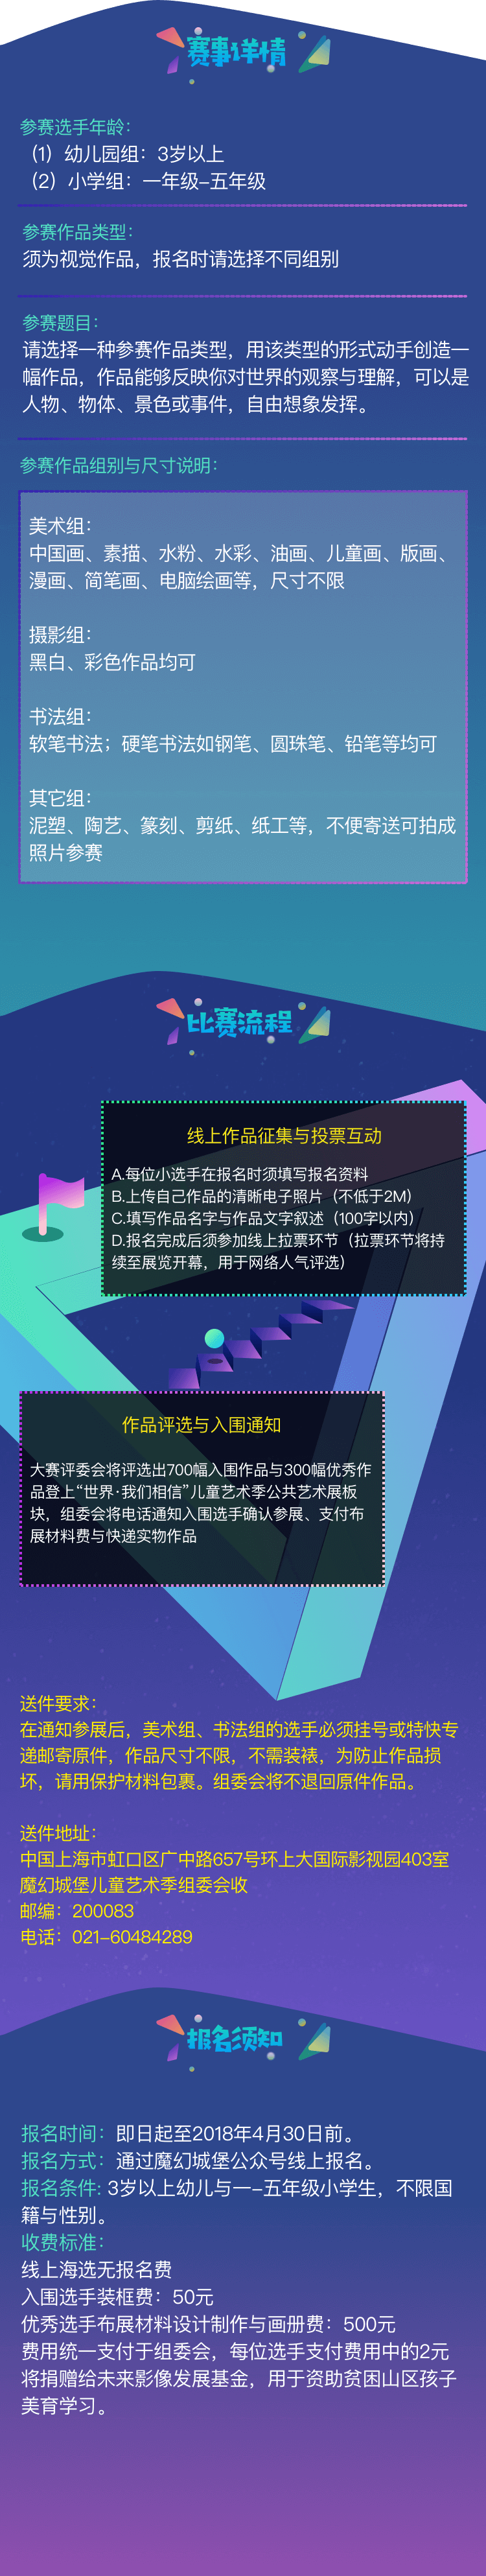 赛事详情
参赛选手年龄：
（1）幼儿园组：3岁以上
（2）小学组：一年级–五年级
参赛作品类型：
须为视觉作品，报名时请选择不同组别
参赛题目：
请选择一种参赛作品类型，用该类型的形式动手创造一
幅作品，作品能够反映你对世界的观察与理解，可以是
人物、物体、景色或事件，自由想象发挥。
参赛作品组别与尺寸说明：
美术组：
中国画、素描、水粉、水彩、油画、儿童画、版画、
漫画、简笔画、电脑绘画等，尺寸不限
摄影组：
黑白、彩色作品均可
书法组：
软笔书法；硬笔书法如钢笔、圆珠笔、铅笔等均可
其它组：
泥塑、陶艺、篆刻、剪纸、纸工等，不便寄送可拍成
照片参赛
比赛流程
线上作品征集与投票互动
A.每位小选手在报名时须填写报名资料
B.上传自己作品的清晰电子照片（不低于2M）
C.填写作品名字与作品文字叙述（100字以内）
D.报名完成后须参加线上拉票环节（拉票环节将持
续至展览开幕，用于网络人气评选）
作品评选与入围通知
大赛评委会将评选出700幅入围作品与300幅优秀作
品登上“世界·我们相信”儿童艺术季公共艺术展板
块，组委会将电话通知入围选手确认参展、支付布
展材料费与快递实物作品
送件要求：
在通知参展后，美术组、书法组的选手必须挂号或特快专
递邮寄原件，作品尺寸不限，不需装裱，为防止作品损
坏，请用保护材料包裹。组委会将不退回原件作品。
送件地址：
中国上海市虹口区广中路657号环上大国际影视园403室
魔幻城堡儿童艺术季组委会收
邮编：200083
电话：021–60484289
报名须知
报名时间：即日起至2018年4月30日前。
报名方式：通过魔幻城堡公众号线上报名。
报名条件：3岁以上幼儿与一–五年级小学生，不限国
籍与性别。
收费标准：
线上海选无报名费
入围选手装框费：50元
优秀选手布展材料设计制作与画册费：500元
费用统一支付于组委会，每位选手支付费用中的2元
将捐赠给未来影像发展基金，用于资助贫困山区孩子
美育学习。